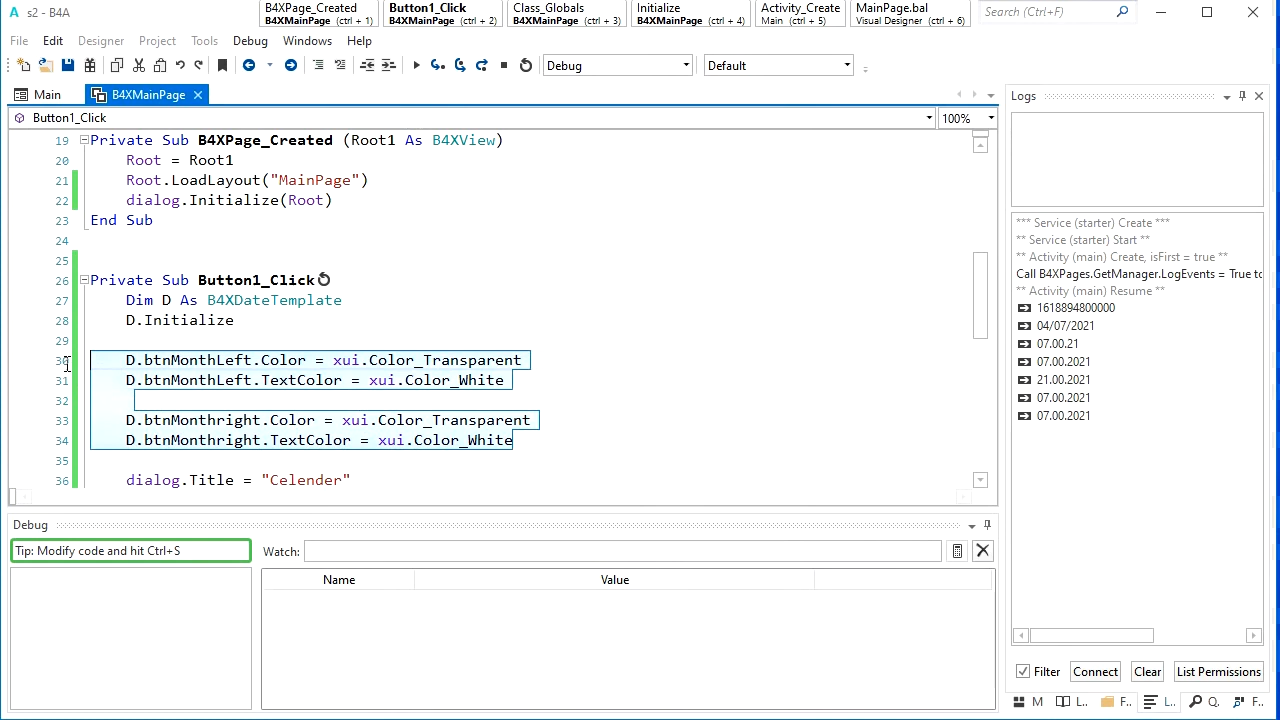 A s2 - B4A
B4XPage_Created
B4XMainPage (ctrl + 1)
Button1_Click
B4XMainPage (ctrl + 2)
Class_Globals
B4XMainPage (ctrl + 3)
Initialize
B4XMainPage (ctrl + 4)
Activity_Create
Main (ctrl + 5)
MainPage.bal
Visual Designer (ctrl + 6)
Search (Ctrl+F)
File Edit Designer Project Tools Debug Windows Help
Debug Default
Main B4XMainPage
Button1_Click 100%
19 Private Sub B4XPage_Created (Root1 As B4XView)
20 Root = Root1
21 Root.LoadLayout("MainPage")
22 dialog.Initialize(Root)
23 End Sub
24
25
26 Private Sub Button1_Click
27 Dim D As B4XDateTemplate
28 D.Initialize
29
30 D.btnMonthLeft.Color = xui.Color_Transparent
31 D.btnMonthLeft.TextColor = xui.Color_White
32
33 D.btnMonthright.Color = xui.Color_Transparent
34 D.btnMonthright.TextColor = xui.Color_White
35
36 dialog.Title = "Celender"
Logs
*** Service (starter) Create ***
** Service (starter) Start **
** Activity (main) Create, isFirst = true **
Call B4XPages.GetManager.LogEvents = True to
** Activity (main) Resume **
1618894800000
04/07/2021
07.00.21
07.00.2021
21.00.2021
07.00.2021
07.00.2021
Filter Connect Clear List Permissions
M L.. F.. L.. Q. F..
Debug
Tip: Modify code and hit Ctrl+S
Watch:
Name Value